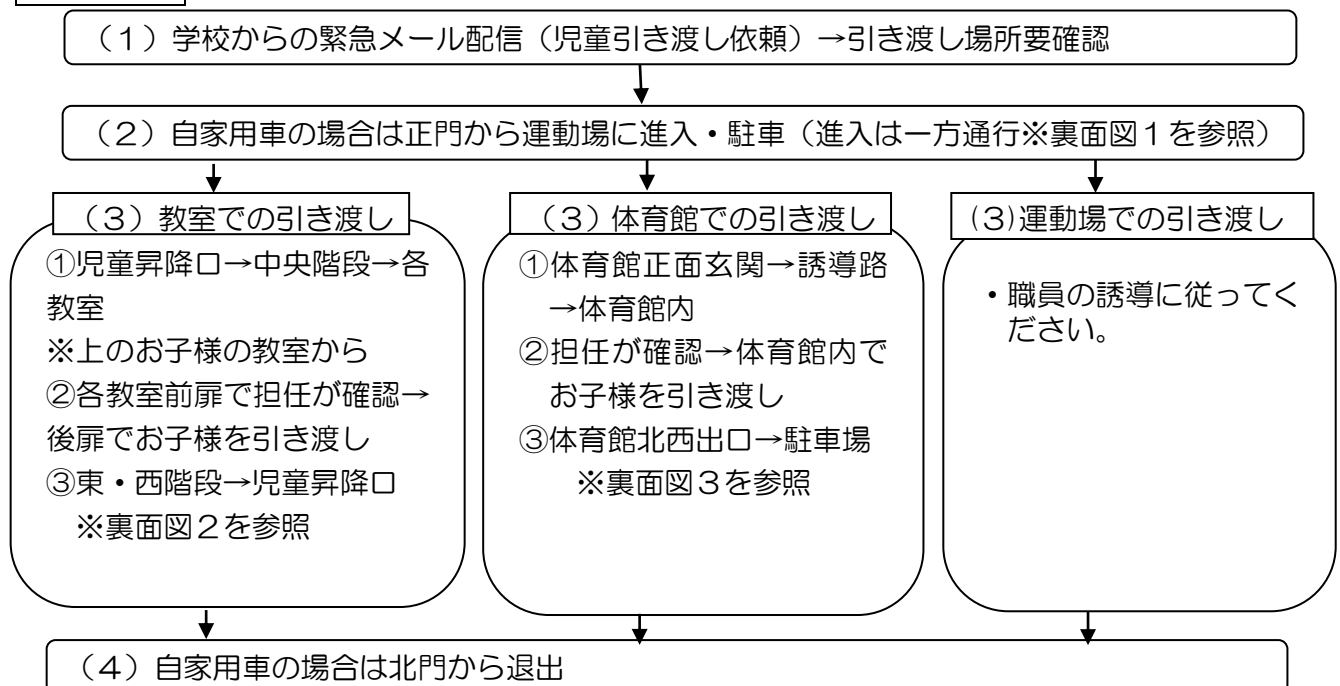 （１）学校からの緊急メール配信（児童引き渡し依頼）→引き渡し場所要確認
（２）自家用車の場合は正門から運動場に進入・駐車（進入は一方通行※裏面図１を参照）
（３）教室での引き渡し
①児童昇降口→中央階段→各
教室
※上のお子様の教室から
②各教室前扉で担任が確認→
後扉でお子様を引き渡し
③東・西階段→児童昇降口
※裏面図２を参照
（３）体育館での引き渡し
①体育館正面玄関→誘導路
→体育館内
②担任が確認→体育館内で
お子様を引き渡し
③体育館北西出口→駐車場
※裏面図３を参照
(３)運動場での引き渡し
・職員の誘導に従ってく
ださい。
（４）自家用車の場合は北門から退出